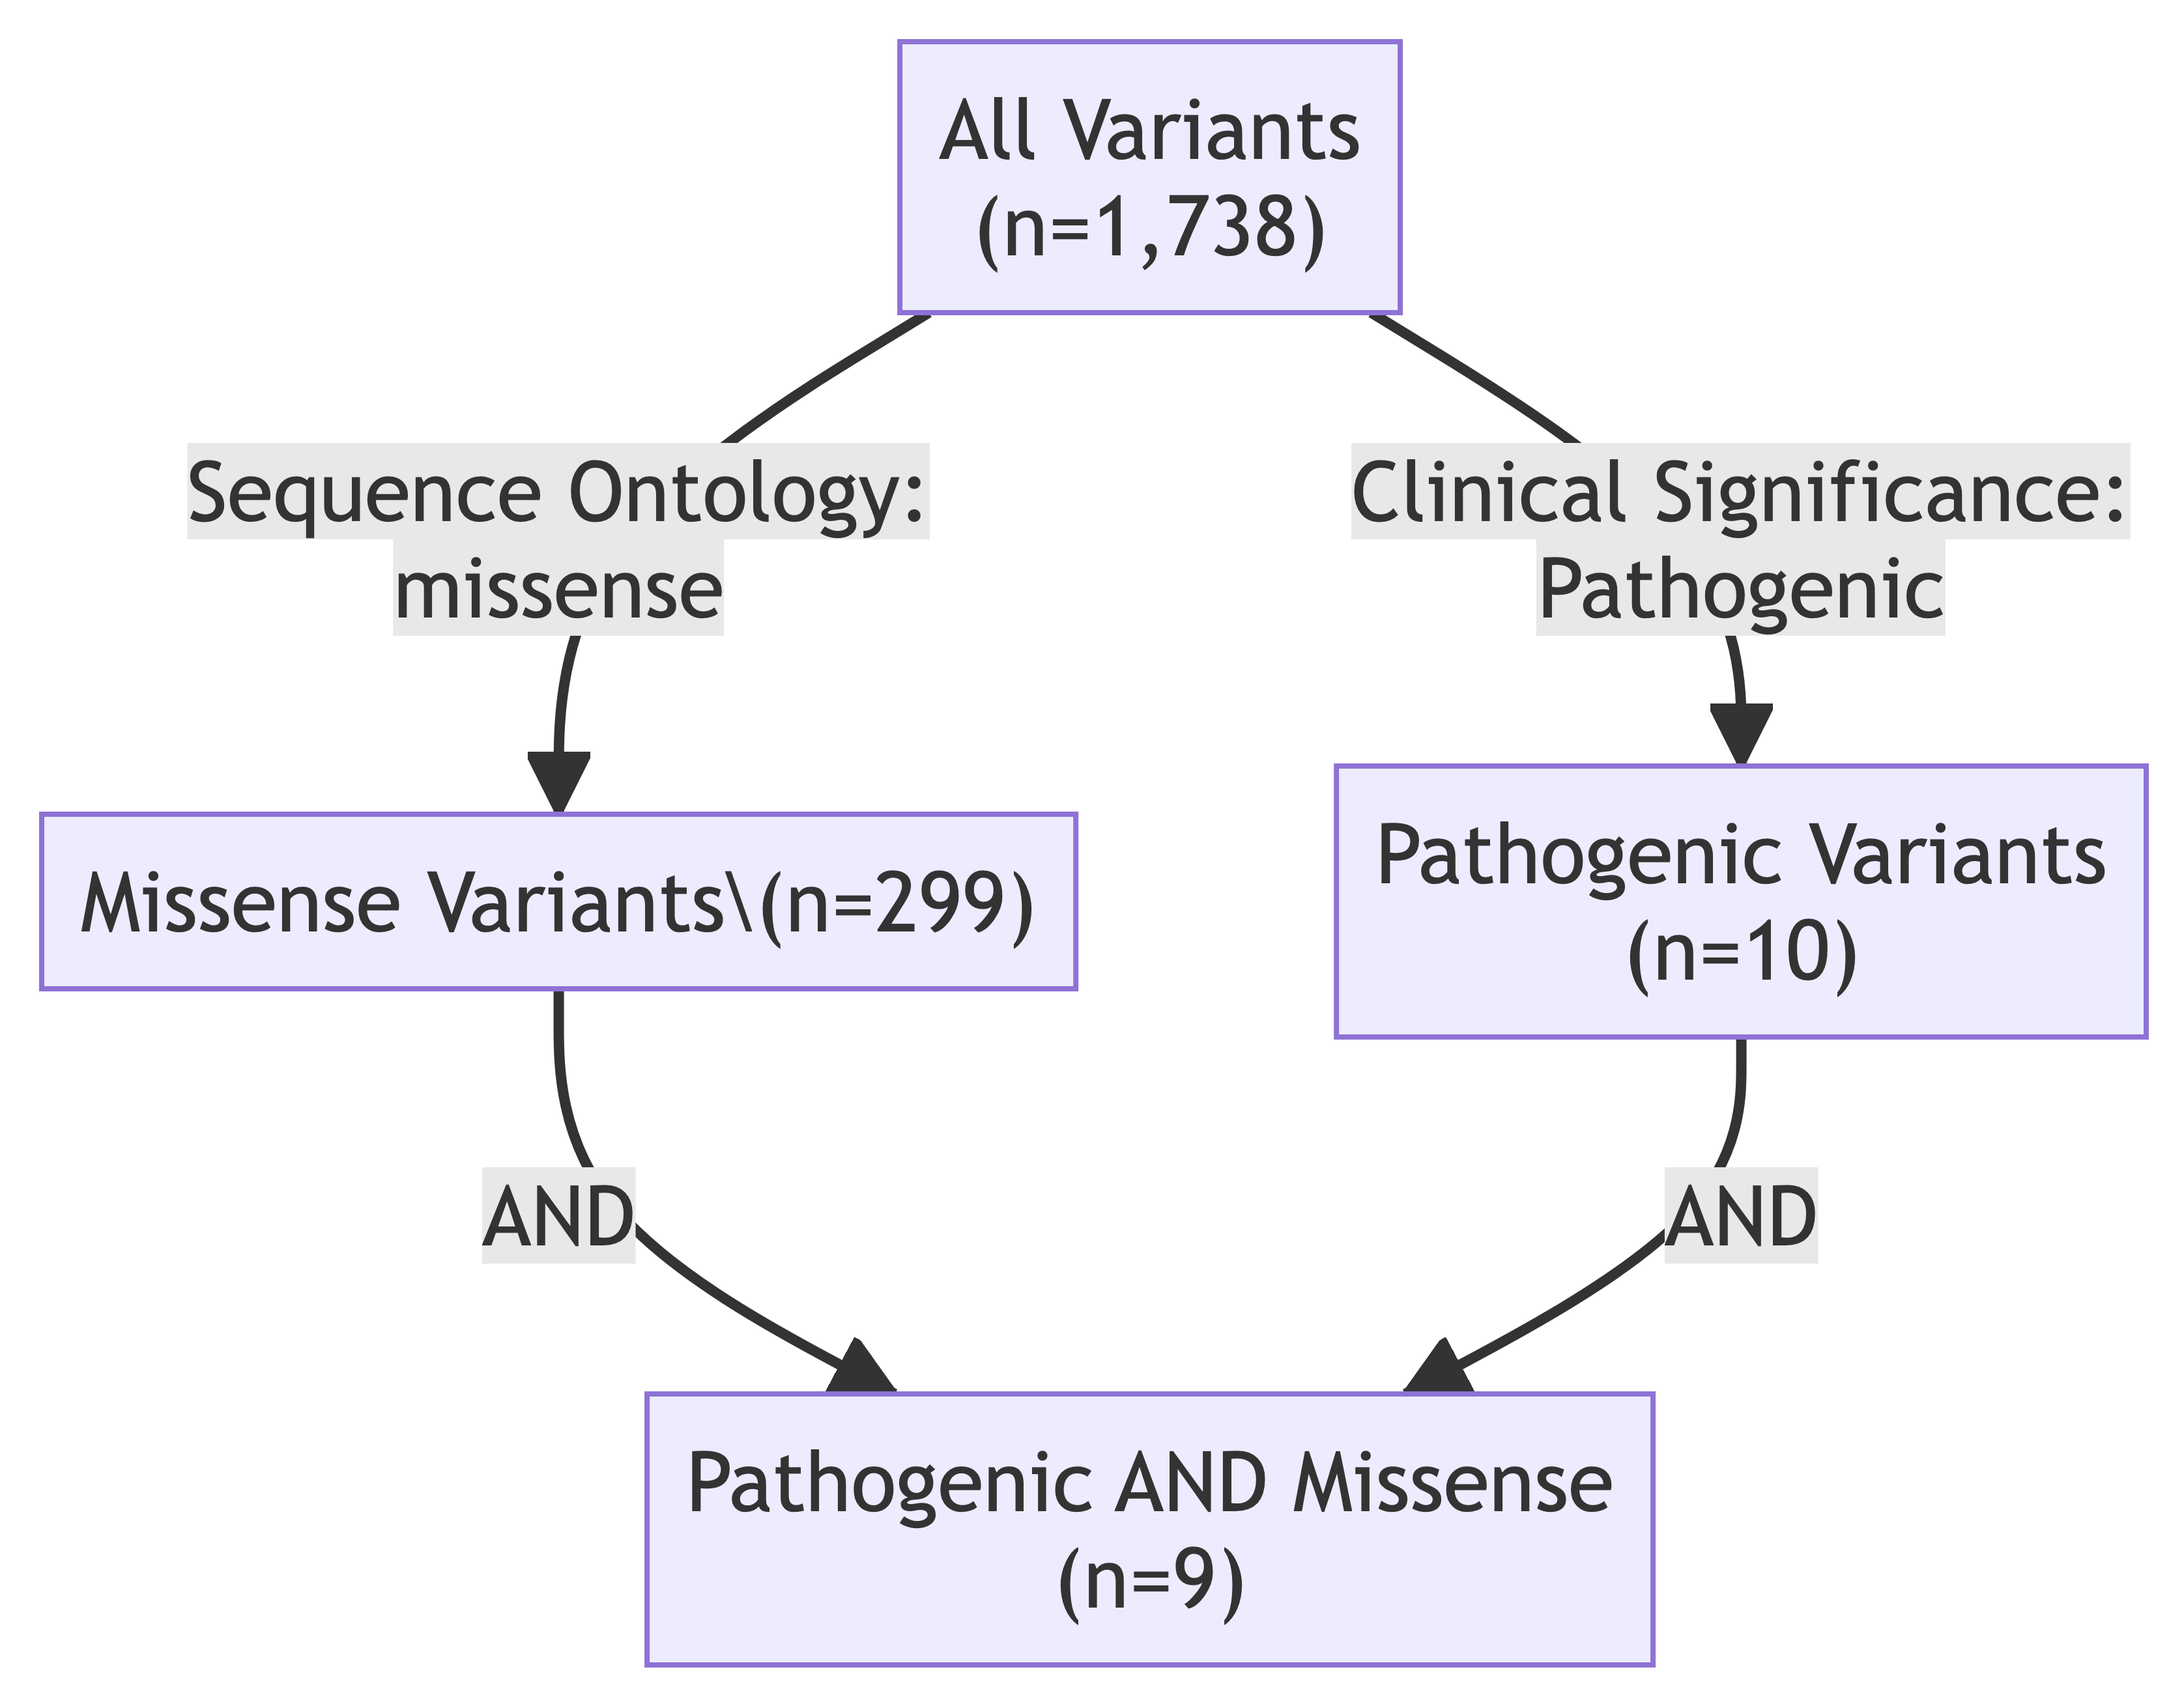 All Variants
(n=1,738)
Sequence Ontology:
missense
Clinical Significance:
Pathogenic
Missense Variants\(n=299)
Pathogenic Variants
(n=10)
AND
AND
Pathogenic AND Missense
(n=9)